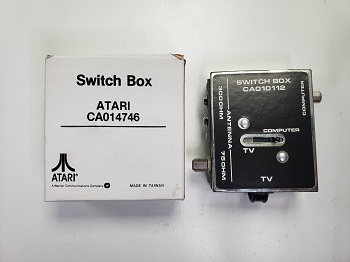 Switch Box
ATARI
CA014746
ATARI®
A Warner Communications Company
MADE IN TAIWAN
SWITCH BOX
CA010112
COMPUTER
300 OHM
ANTENNA
75 OHM
COMPUTER
TV
TV